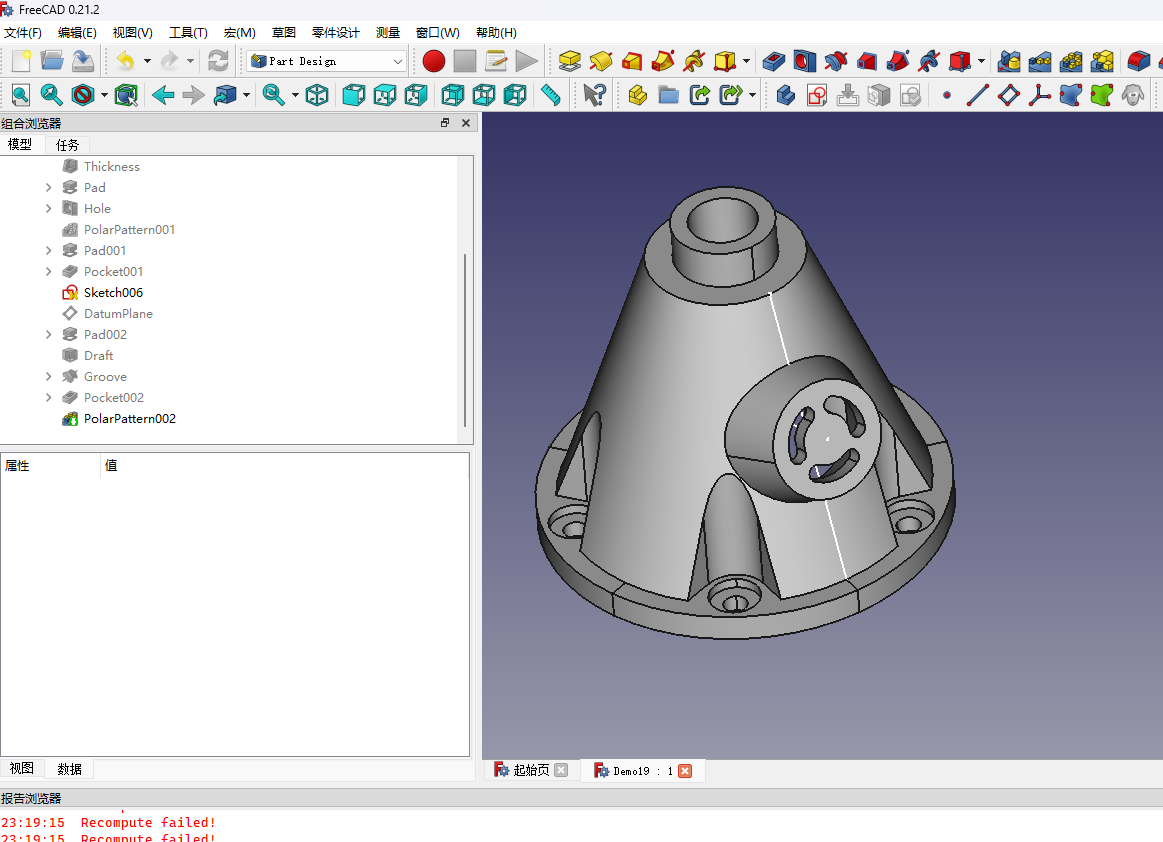 FreeCAD 0.21.2
文件(F) 编辑(E) 视图(V) 工具(T) 宏(M) 草图 零件设计 测量 窗口(W) 帮助(H)
Part Design
组合浏览器
模型 任务
Thickness
Pad
Hole
PolarPattern001
Pad001
Pocket001
Sketch006
DatumPlane
Pad002
Draft
Groove
Pocket002
PolarPattern002
属性 值
视图 数据
起始页 Demo19 : 1
报告浏览器
23:19:15 Recompute failed!
23:19:15 Recompute failed!